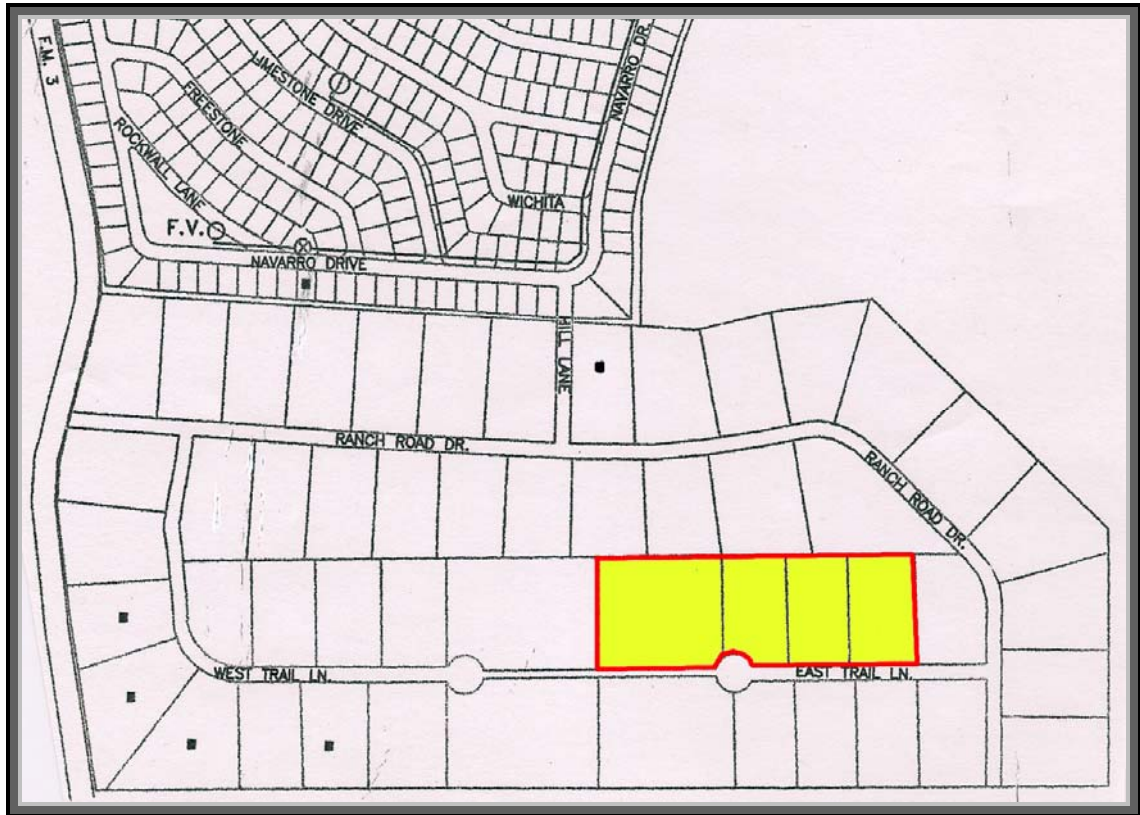 F.M. 3
NAVARRO DR.
LIMESTONE DRIVE
FREESTONE
ROCKWALL LANE
WICHITA
F.V.
NAVARRO DRIVE
HILL LANE
RANCH ROAD DR.
RANCH ROAD DR.
WEST TRAIL LN.
EAST TRAIL LN.